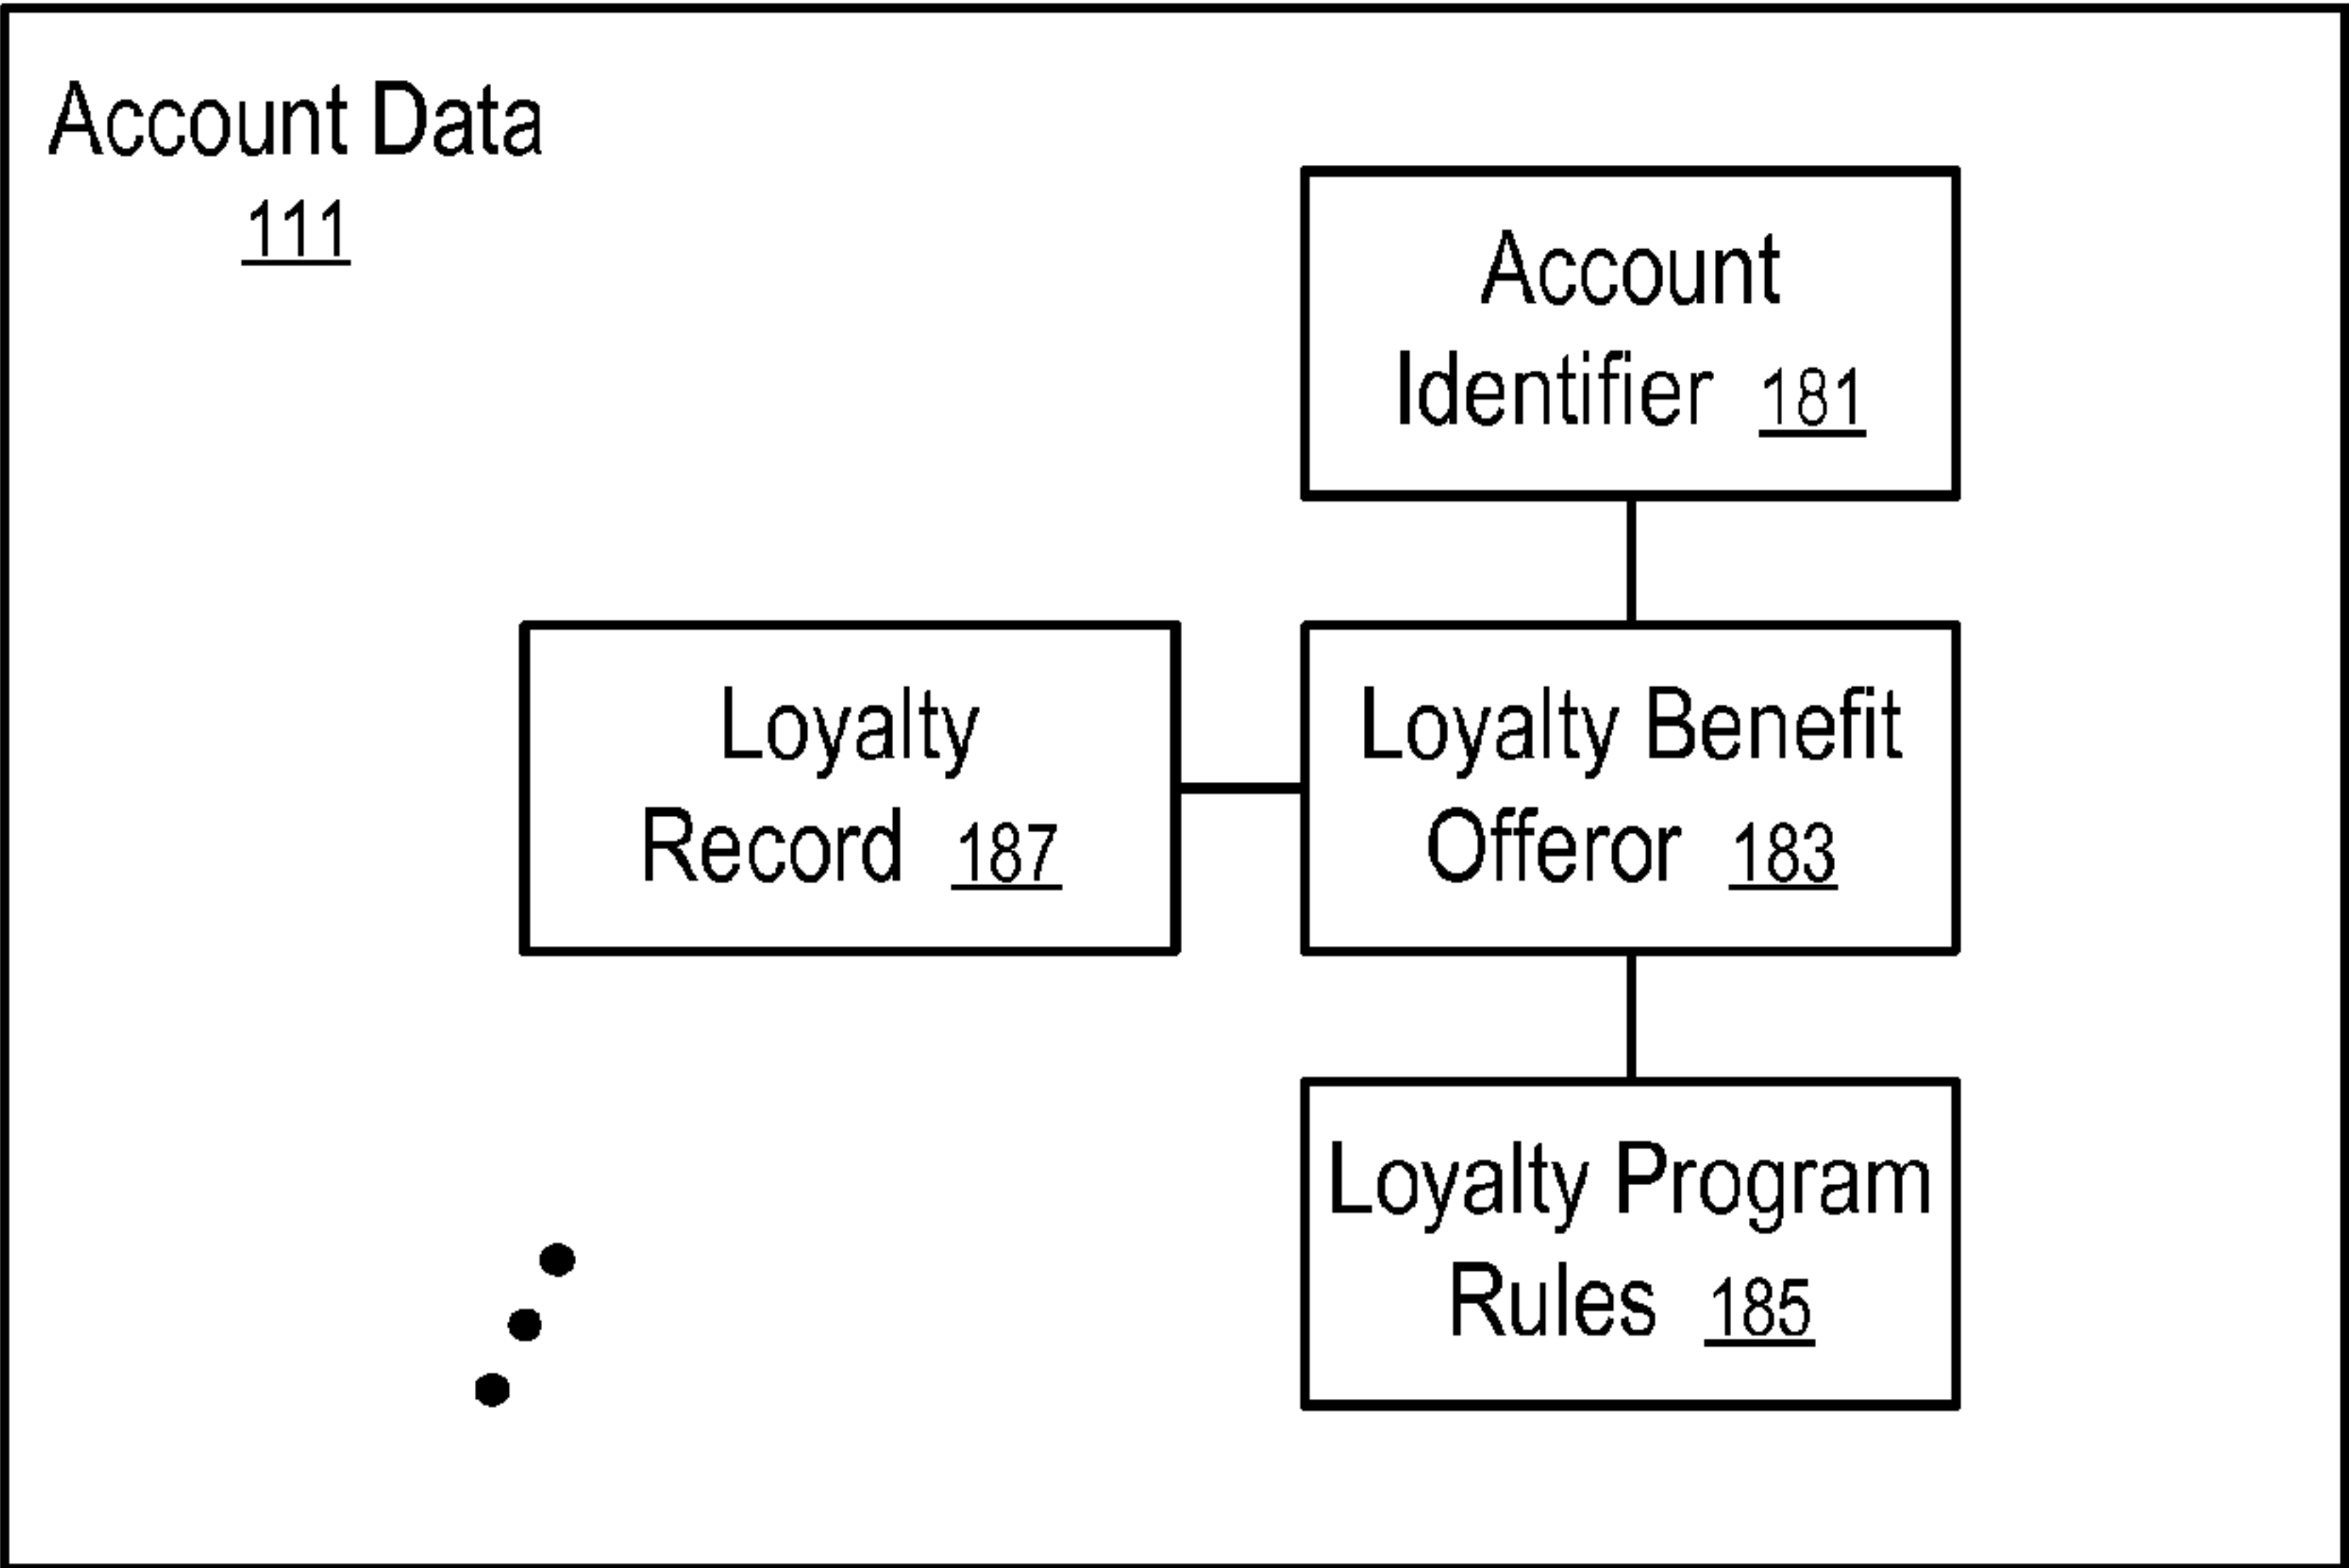 Account Data
111
Account
Identifier 181
Loyalty
Record 187
Loyalty Benefit
Offeror 183
Loyalty Program
Rules 185